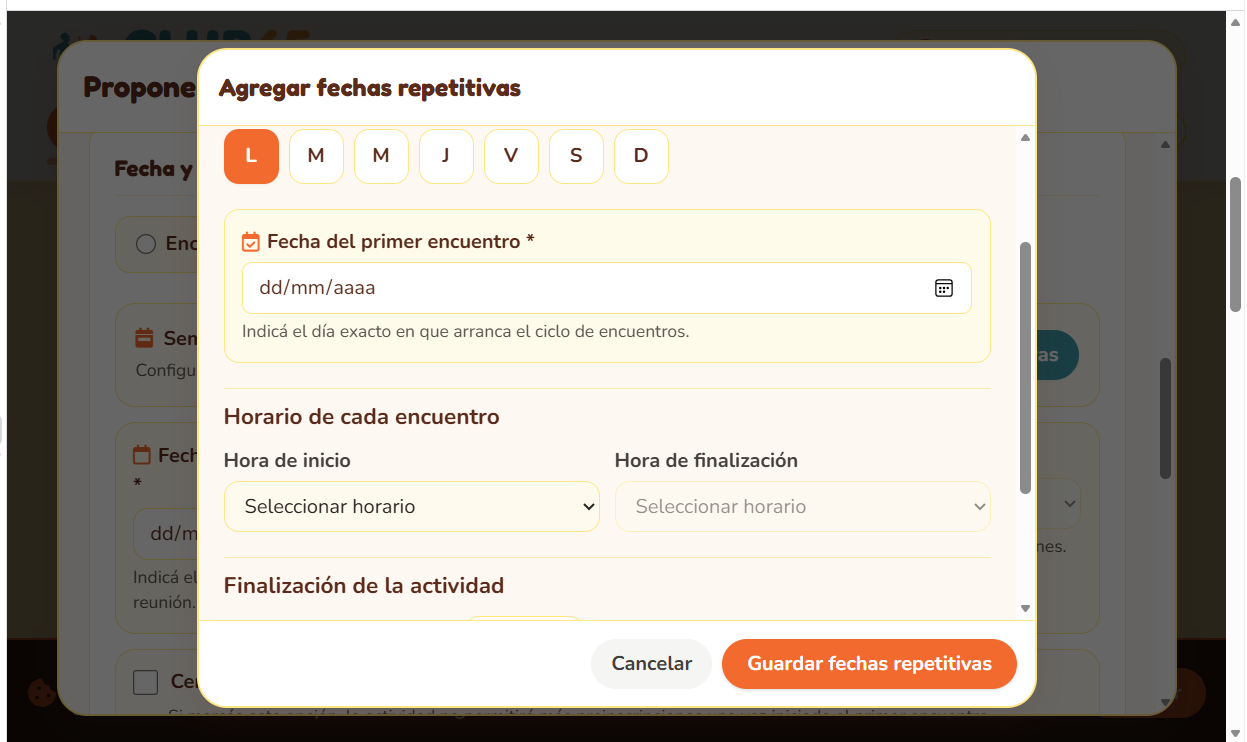 Propone
Agregar fechas repetitivas
L M M J V S D
Fecha y
Fecha del primer encuentro *
dd/mm/aaaa
Indicá el día exacto en que arranca el ciclo de encuentros.
Horario de cada encuentro
Hora de inicio
Hora de finalización
Seleccionar horario
Seleccionar horario
Finalización de la actividad
Cancelar
Guardar fechas repetitivas
Enc
Sen
Configu
as
Fech
*
dd/m
Indicá el
reunión.
nes.
Ce